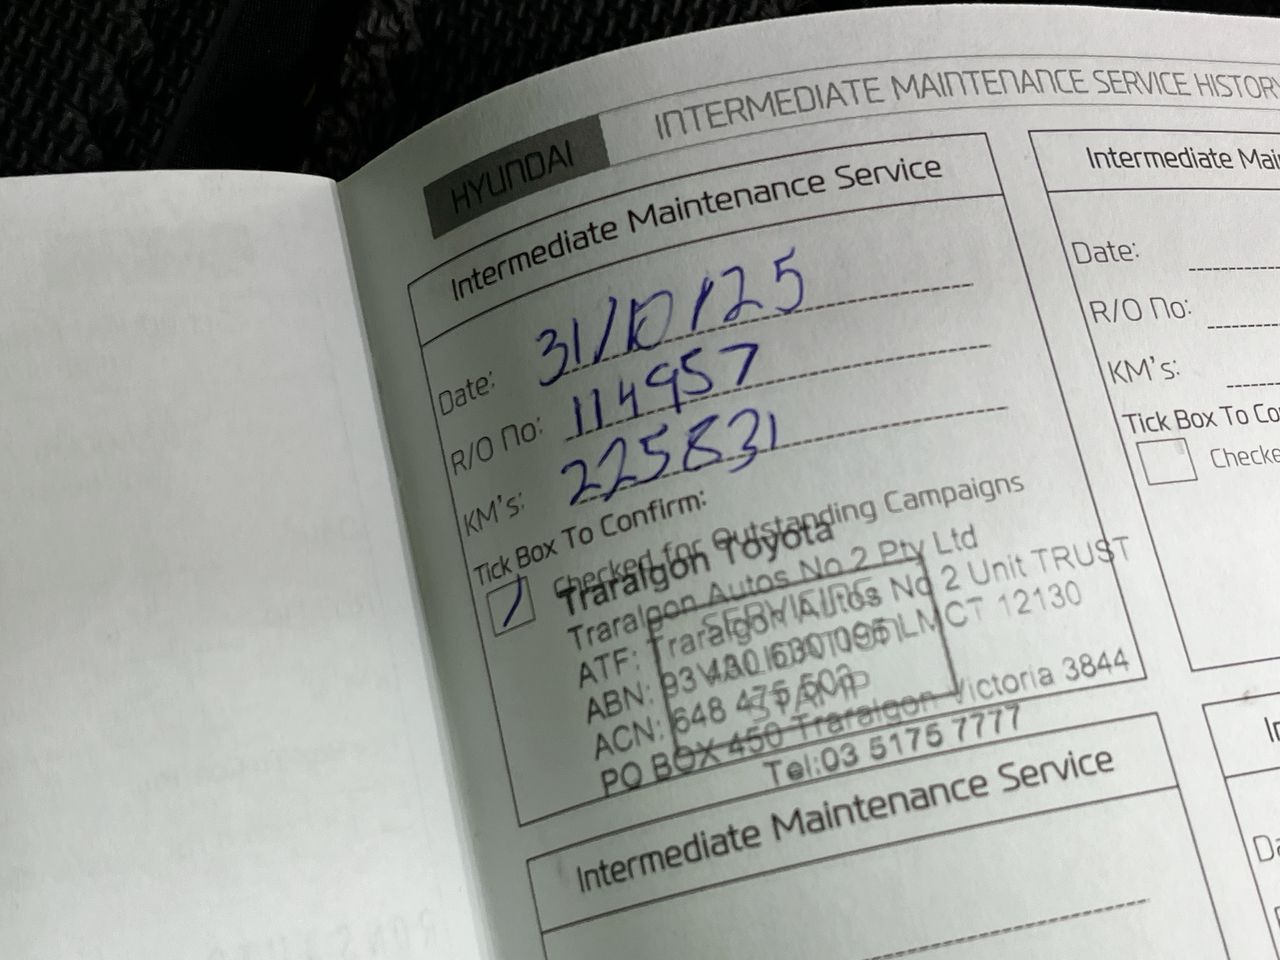 HYUNDAI
INTERMEDIATE MAINTENANCE SERVICE HISTORY
Intermediate Maintenance Service
Date: 31/10/25
R/O No: 114957
KM's: 225831
Tick Box To Confirm:
Checked for Outstanding Campaigns
Traralgon Toyota
Traralgon Autos No 2 Pty Ltd
ATF: Traralgon Autos No 2 Unit TRUST
ABN: LMCT 12130
ACN: 648 475 502
STAMP
PO BOX 450 Traralgon Victoria 3844
Tel:03 5175 7777
Intermediate Maintenance Service
Intermediate Mai
Date:
R/O No:
KM's:
Tick Box To Co
Checke
In
Da